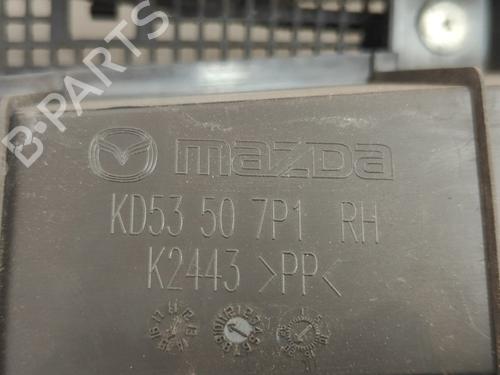 B-PARTS
mazda
KD53 50 7P1 RH
K2443 >PP<